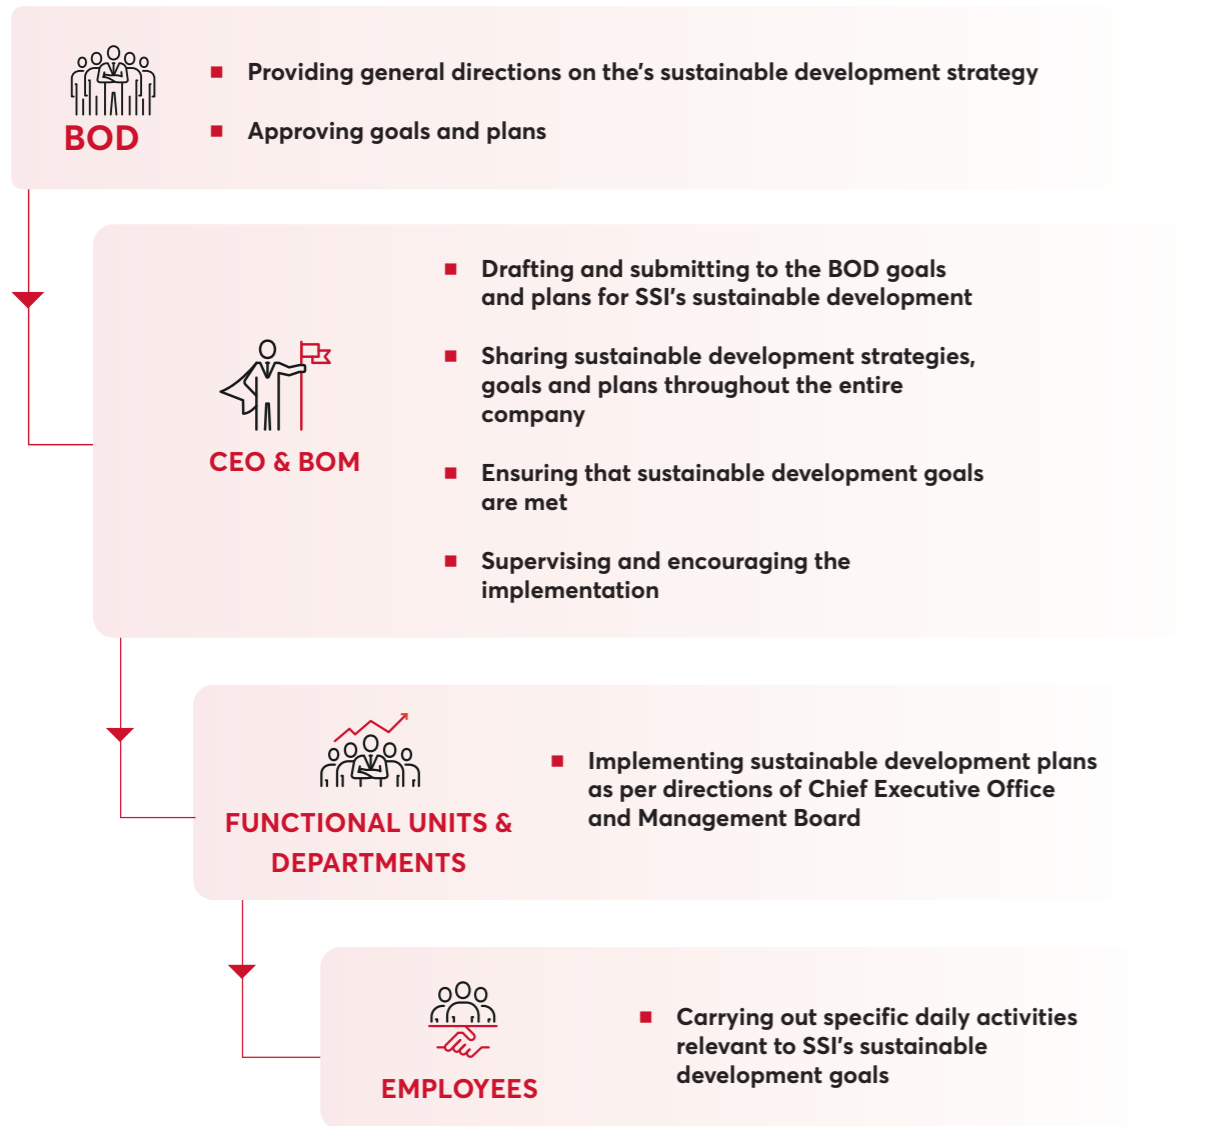 BOD
Providing general directions on the's sustainable development strategy
Approving goals and plans
CEO & BOM
Drafting and submitting to the BOD goals
and plans for SSI's sustainable development
Sharing sustainable development strategies,
goals and plans throughout the entire
company
Ensuring that sustainable development goals
are met
Supervising and encouraging the
implementation
FUNCTIONAL UNITS &
DEPARTMENTS
Implementing sustainable development plans
as per directions of Chief Executive Office
and Management Board
EMPLOYEES
Carrying out specific daily activities
relevant to SSI's sustainable
development goals